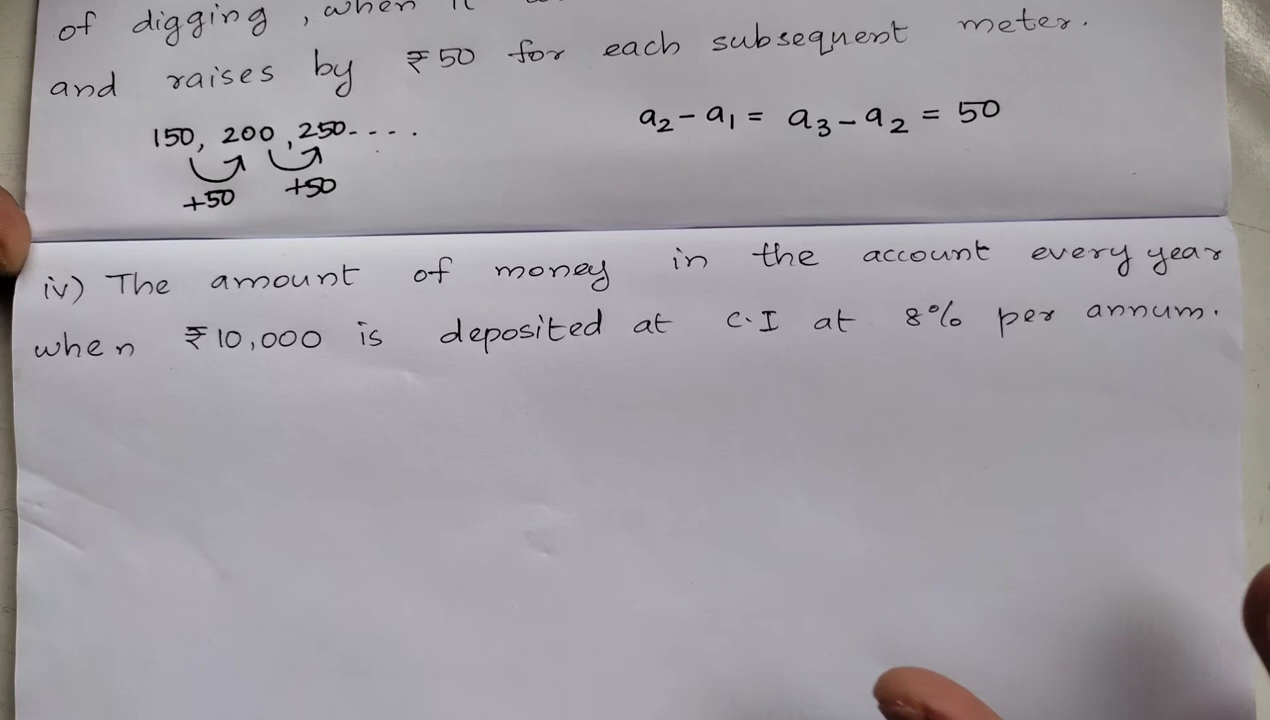 of digging , when it
and raises by ₹50 for each subsequent meter.
150, 200 ,250---- a₂-a₁ = a₃-a₂ = 50
+50 +50
iv) The amount of money in the account every year
when ₹10,000 is deposited at C.I at 8% per annum.